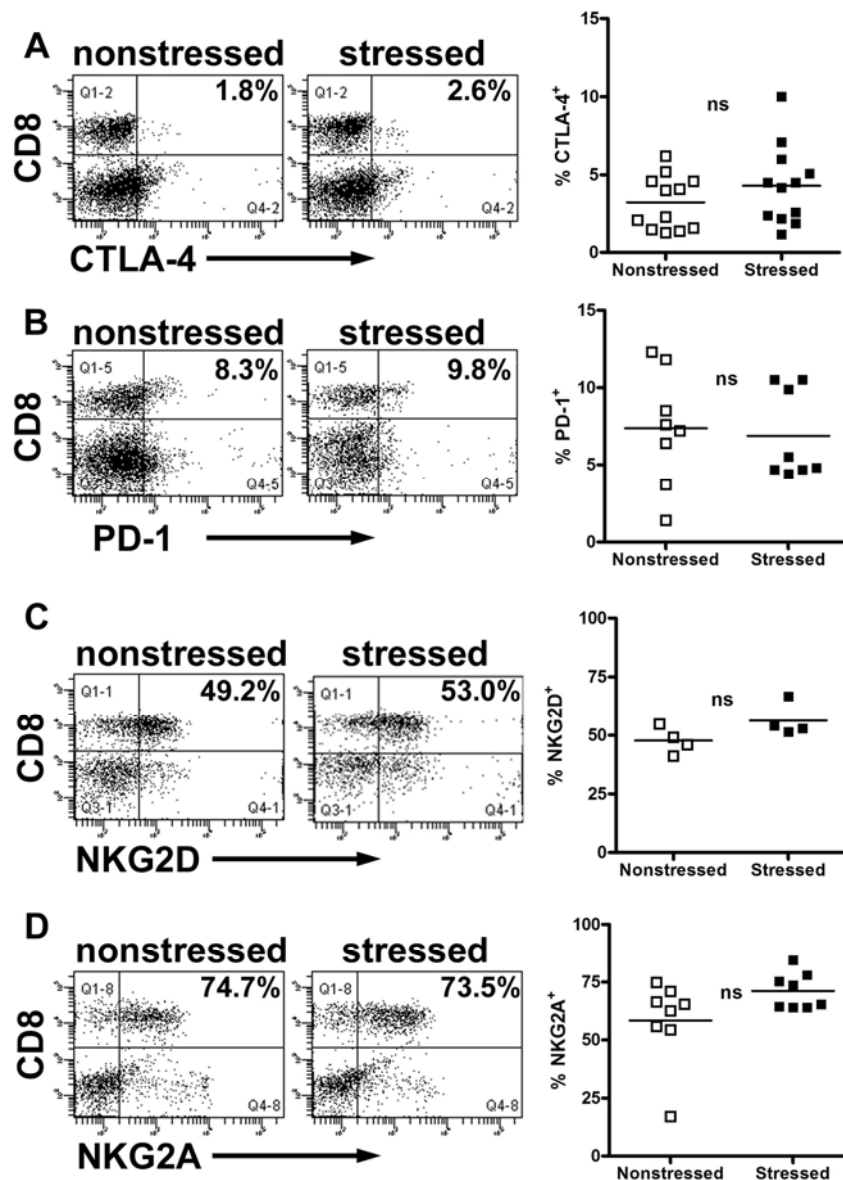 A
nonstressed stressed
Q1-2 1.8% Q1-2 2.6%
CD8
Q4-2 Q4-2
CTLA-4
15
10
5
0
% CTLA-4+
ns
Nonstressed Stressed
B
nonstressed stressed
Q1-5 8.3% Q1-5 9.8%
CD8
Q4-5 Q3-5 Q4-5
PD-1
15
10
5
0
% PD-1+
ns
Nonstressed Stressed
C
nonstressed stressed
Q1-1 49.2% Q1-1 53.0%
CD8
Q3-1 Q4-1 Q3-1 Q4-1
NKG2D
100
75
50
25
0
% NKG2D+
ns
Nonstressed Stressed
D
nonstressed stressed
Q1-8 74.7% Q1-8 73.5%
CD8
Q4-8 Q4-8
NKG2A
100
75
50
25
0
% NKG2A+
ns
Nonstressed Stressed